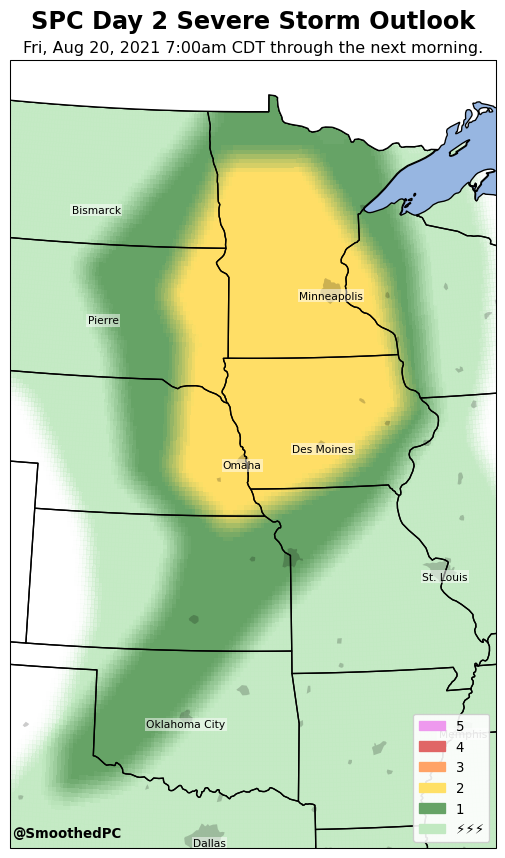 SPC Day 2 Severe Storm Outlook
Fri, Aug 20, 2021 7:00am CDT through the next morning.
Bismarck
Minneapolis
Pierre
Des Moines
Omaha
St. Louis
Oklahoma City
Memphis
5
4
3
2
1
⚡⚡⚡
@SmoothedPC
Dallas